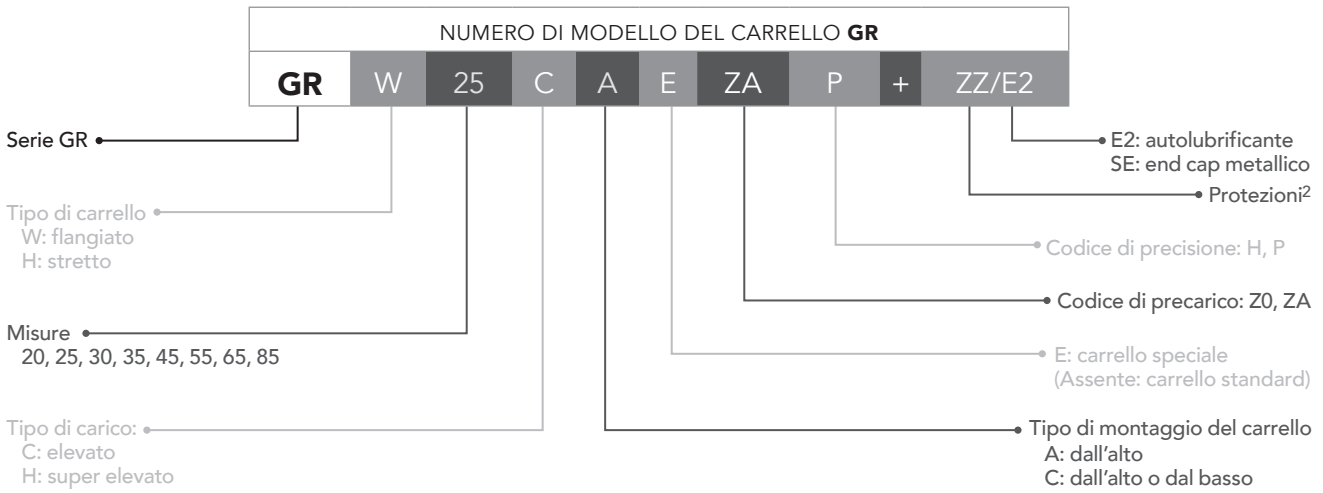 NUMERO DI MODELLO DEL CARRELLO GR
GR W 25 C A E ZA P + ZZ/E2
Serie GR
Tipo di carrello
W: flangiato
H: stretto
Misure
20, 25, 30, 35, 45, 55, 65, 85
Tipo di carico:
C: elevato
H: super elevato
E2: autolubrificante
SE: end cap metallico
Protezioni²
Codice di precisione: H, P
Codice di precarico: Z0, ZA
E: carrello speciale
(Assente: carrello standard)
Tipo di montaggio del carrello
A: dall'alto
C: dall'alto o dal basso